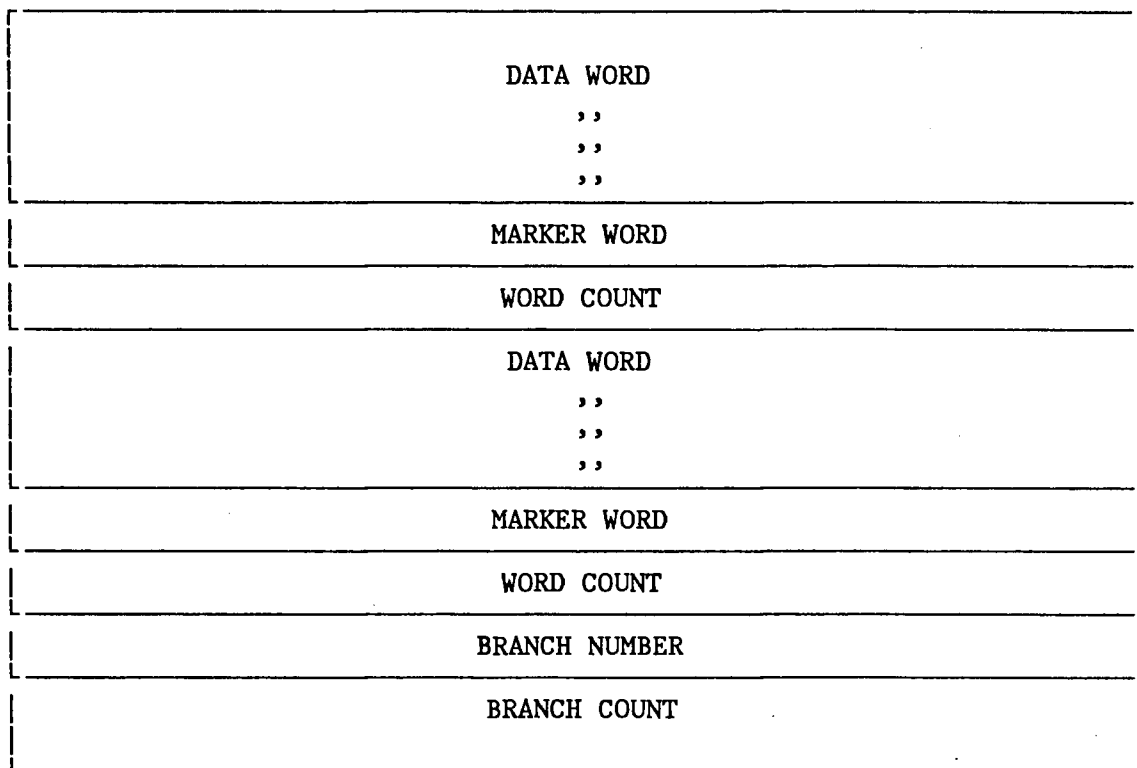 DATA WORD
,,
,,
,,
MARKER WORD
WORD COUNT
DATA WORD
,,
,,
,,
MARKER WORD
WORD COUNT
BRANCH NUMBER
BRANCH COUNT